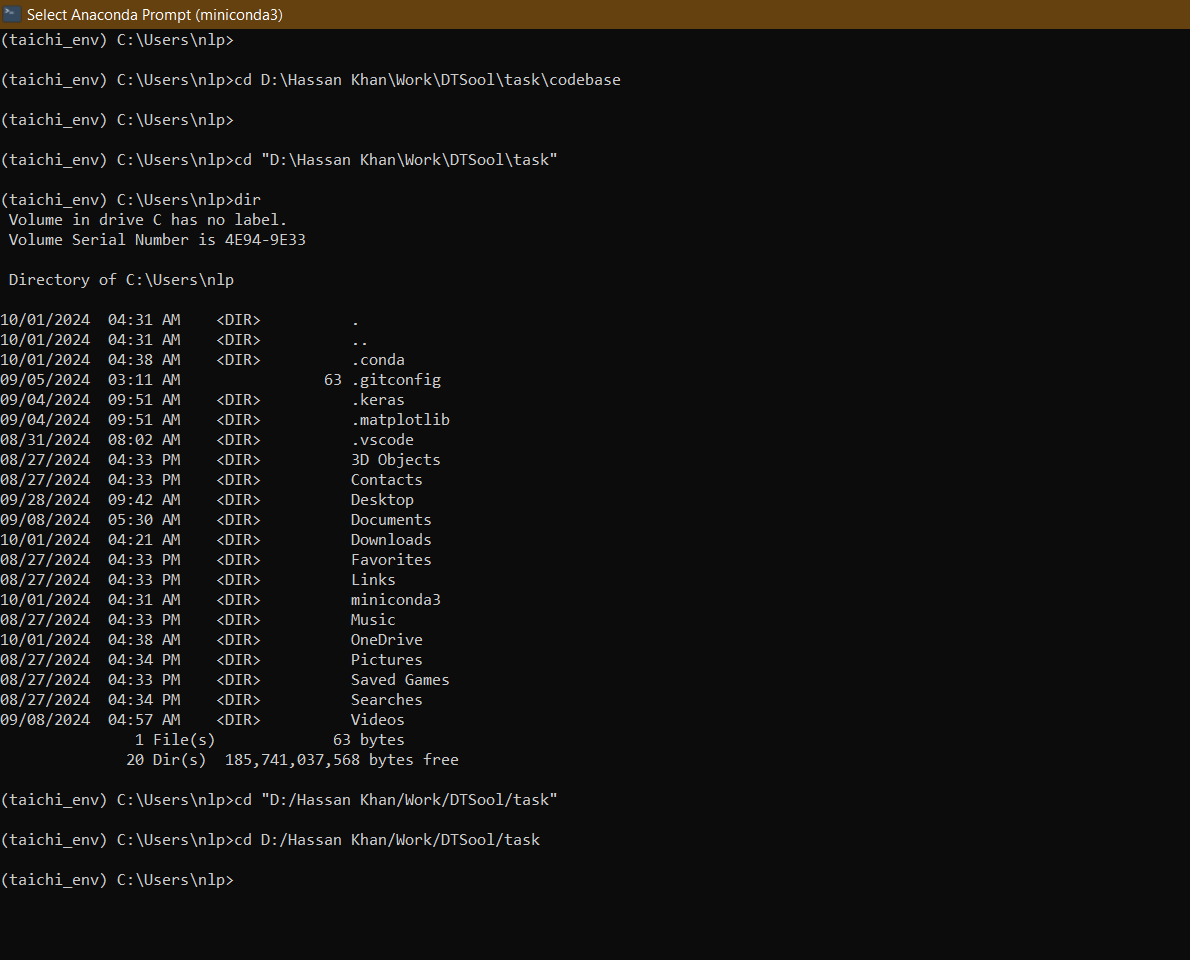 Select Anaconda Prompt (miniconda3)
(taichi_env) C:\Users\nlp>
(taichi_env) C:\Users\nlp>cd D:\Hassan Khan\Work\DTSool\task\codebase
(taichi_env) C:\Users\nlp>
(taichi_env) C:\Users\nlp>cd "D:\Hassan Khan\Work\DTSool\task"
(taichi_env) C:\Users\nlp>dir
 Volume in drive C has no label.
 Volume Serial Number is 4E94-9E33
 Directory of C:\Users\nlp
10/01/2024  04:31 AM    <DIR>          .
10/01/2024  04:31 AM    <DIR>          ..
10/01/2024  04:38 AM    <DIR>          .conda
09/05/2024  03:11 AM                63 .gitconfig
09/04/2024  09:51 AM    <DIR>          .keras
09/04/2024  09:51 AM    <DIR>          .matplotlib
08/31/2024  08:02 AM    <DIR>          .vscode
08/27/2024  04:33 PM    <DIR>          3D Objects
08/27/2024  04:33 PM    <DIR>          Contacts
09/28/2024  09:42 AM    <DIR>          Desktop
09/08/2024  05:30 AM    <DIR>          Documents
10/01/2024  04:21 AM    <DIR>          Downloads
08/27/2024  04:33 PM    <DIR>          Favorites
08/27/2024  04:33 PM    <DIR>          Links
10/01/2024  04:31 AM    <DIR>          miniconda3
08/27/2024  04:33 PM    <DIR>          Music
10/01/2024  04:38 AM    <DIR>          OneDrive
08/27/2024  04:34 PM    <DIR>          Pictures
08/27/2024  04:33 PM    <DIR>          Saved Games
08/27/2024  04:34 PM    <DIR>          Searches
09/08/2024  04:57 AM    <DIR>          Videos
               1 File(s)             63 bytes
              20 Dir(s)  185,741,037,568 bytes free
(taichi_env) C:\Users\nlp>cd "D:/Hassan Khan/Work/DTSool/task"
(taichi_env) C:\Users\nlp>cd D:/Hassan Khan/Work/DTSool/task
(taichi_env) C:\Users\nlp>